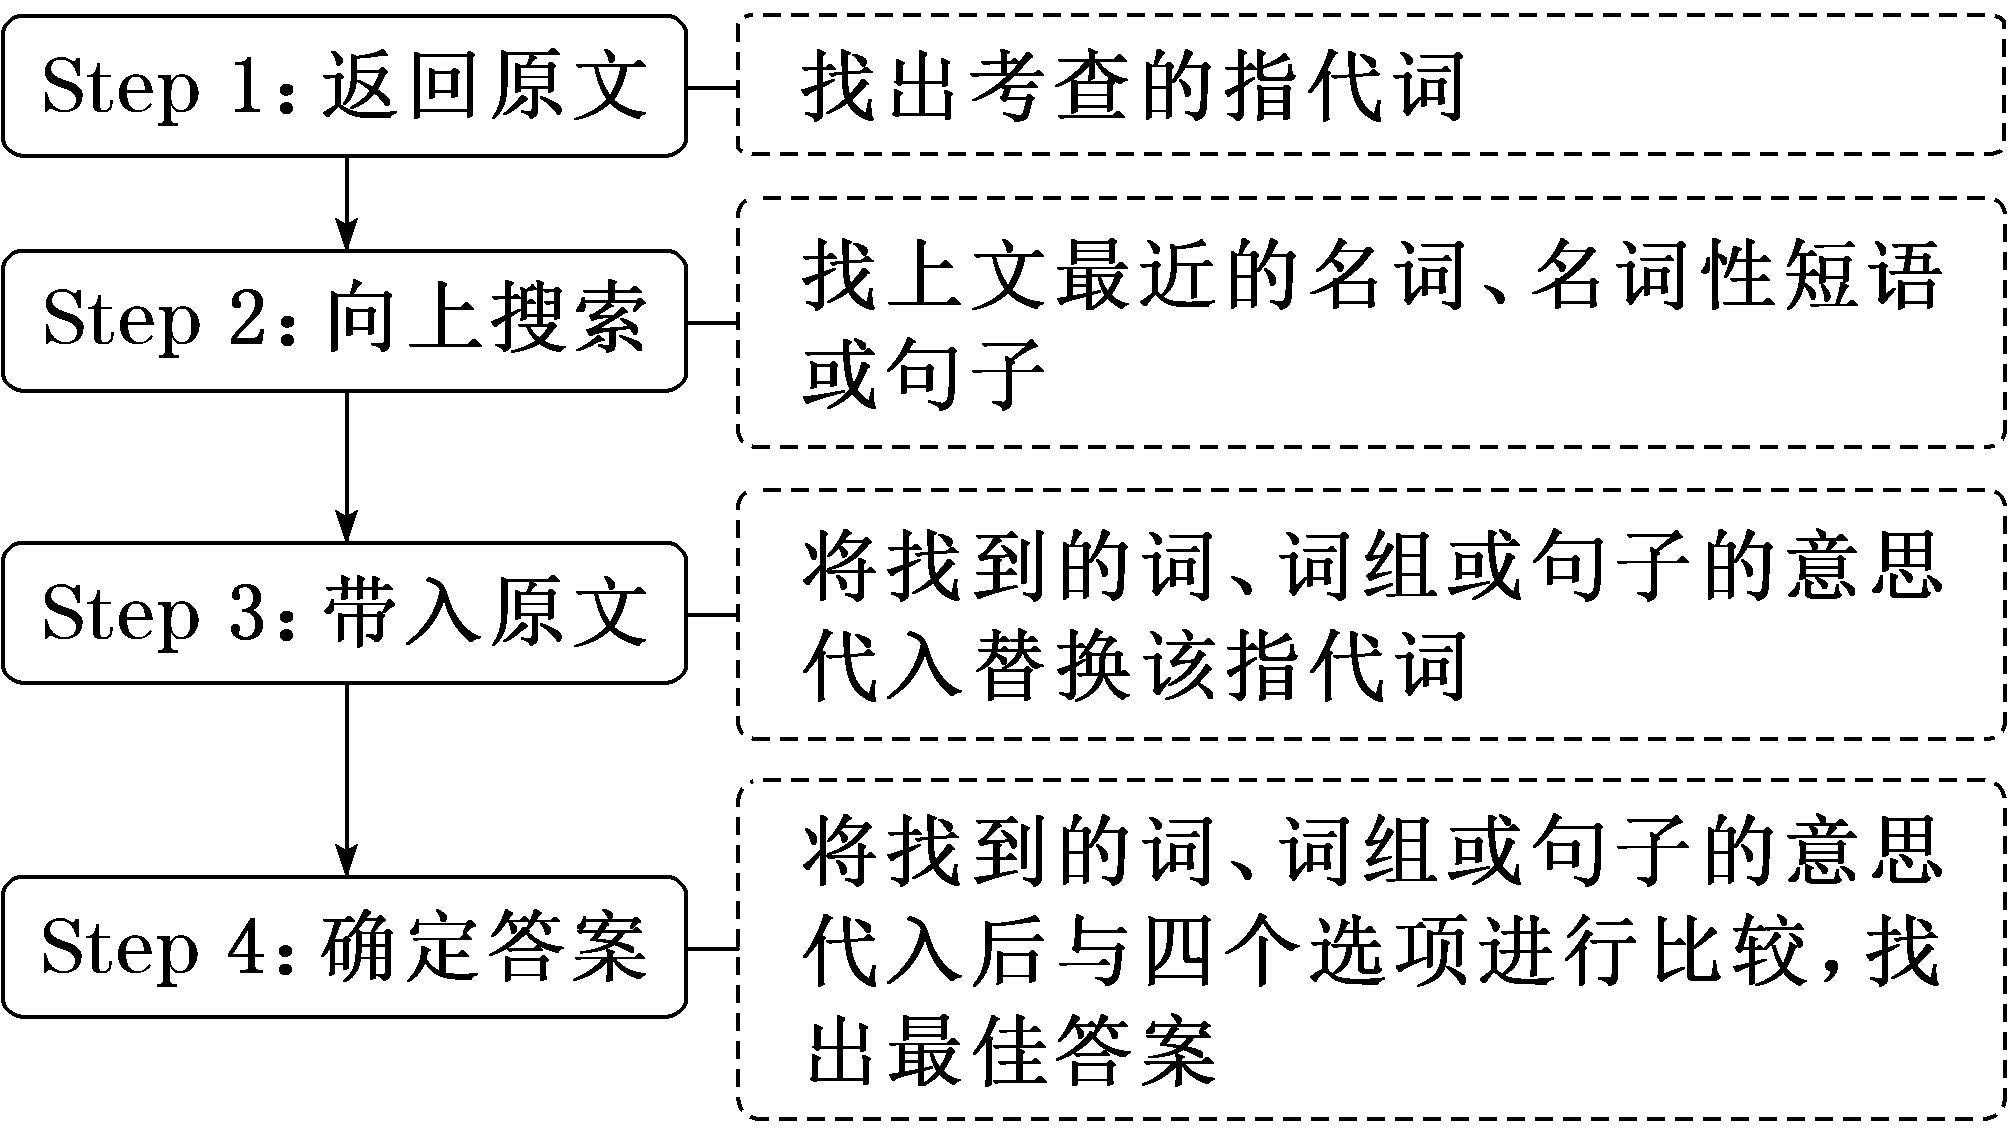 Step 1:返回原文
找出考查的指代词
Step 2:向上搜索
找上文最近的名词、名词性短语
或句子
Step 3:带入原文
将找到的词、词组或句子的意思
代入替换该指代词
Step 4:确定答案
将找到的词、词组或句子的意思
代入后与四个选项进行比较,找
出最佳答案